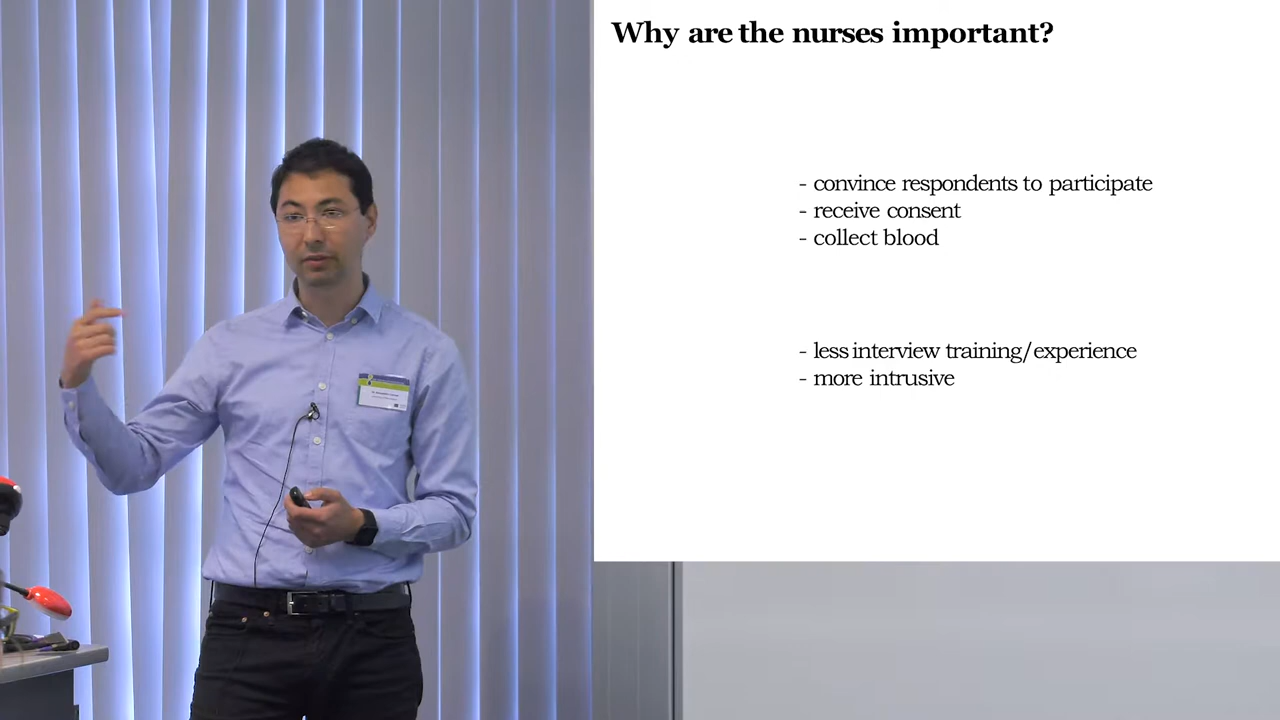 Why are the nurses important?
- convince respondents to participate
- receive consent
- collect blood
- less interview training/experience
- more intrusive